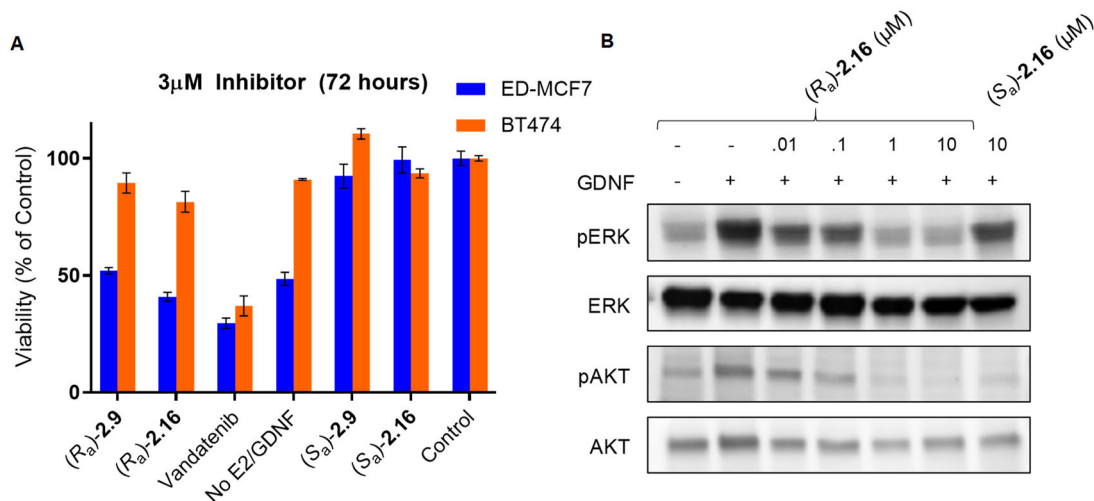 A
3μM Inhibitor (72 hours)
ED-MCF7
BT474
Viability (% of Control)
100
50
0
(Ra)-2.9
(Ra)-2.16
Vandatenib
No E2/GDNF
(Sa)-2.9
(Sa)-2.16
Control
B
(Ra)-2.16 (μM)
(Sa)-2.16 (μM)
- - .01 .1 1 10 10
GDNF - + + + + + +
pERK
ERK
pAKT
AKT